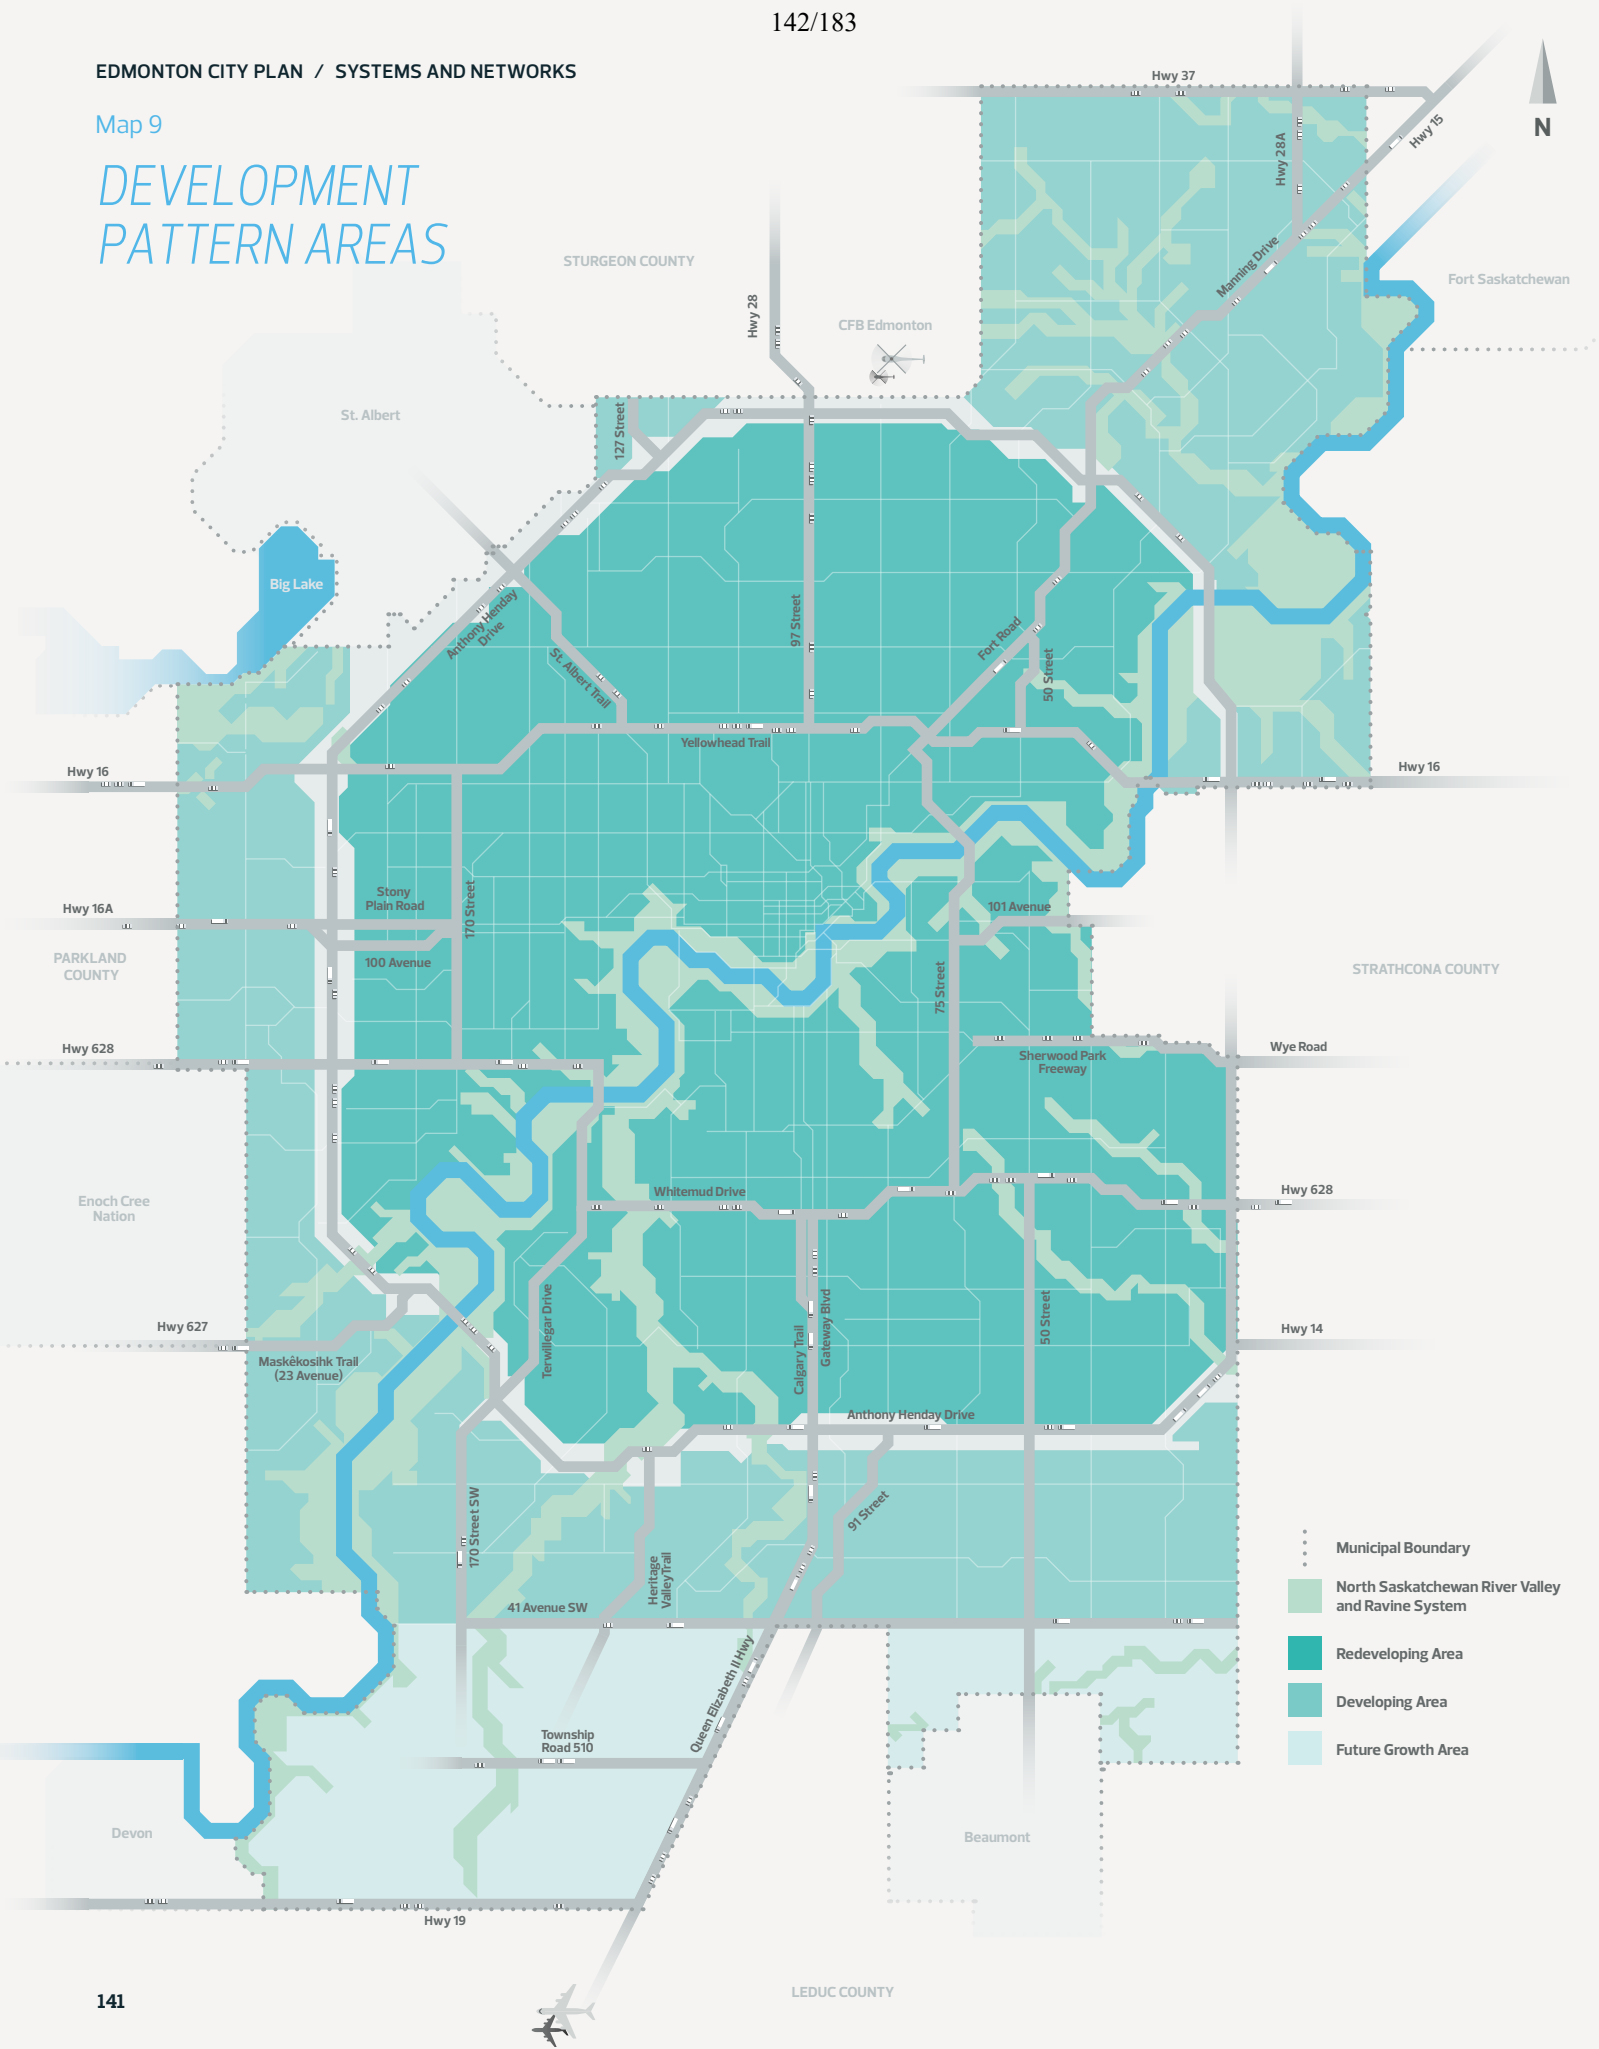 142/183
EDMONTON CITY PLAN / SYSTEMS AND NETWORKS
Map 9
DEVELOPMENT
PATTERN AREAS
N
Hwy 37
Hwy 15
Hwy 28A
STURGEON COUNTY
Manning Drive
Fort Saskatchewan
Hwy 28
CFB Edmonton
St. Albert
127 Street
Big Lake
Anthony Henday
Drive
97 Street
Fort Road
50 Street
St. Albert Trail
Yellowhead Trail
Hwy 16
Hwy 16
Stony
Plain Road
170 Street
Hwy 16A
101 Avenue
PARKLAND
COUNTY
100 Avenue
75 Street
STRATHCONA COUNTY
Hwy 628
Sherwood Park
Freeway
Wye Road
Enoch Cree
Nation
Whitemud Drive
Hwy 628
Terwillegar Drive
Calgary Trail
Gateway Blvd
50 Street
Hwy 627
Hwy 14
Maskêkosihk Trail
(23 Avenue)
Anthony Henday Drive
170 Street SW
91 Street
Heritage
Valley Trail
41 Avenue SW
Municipal Boundary
North Saskatchewan River Valley
and Ravine System
Redeveloping Area
Developing Area
Future Growth Area
Queen Elizabeth II Hwy
Township
Road 510
Devon
Beaumont
Hwy 19
LEDUC COUNTY
141